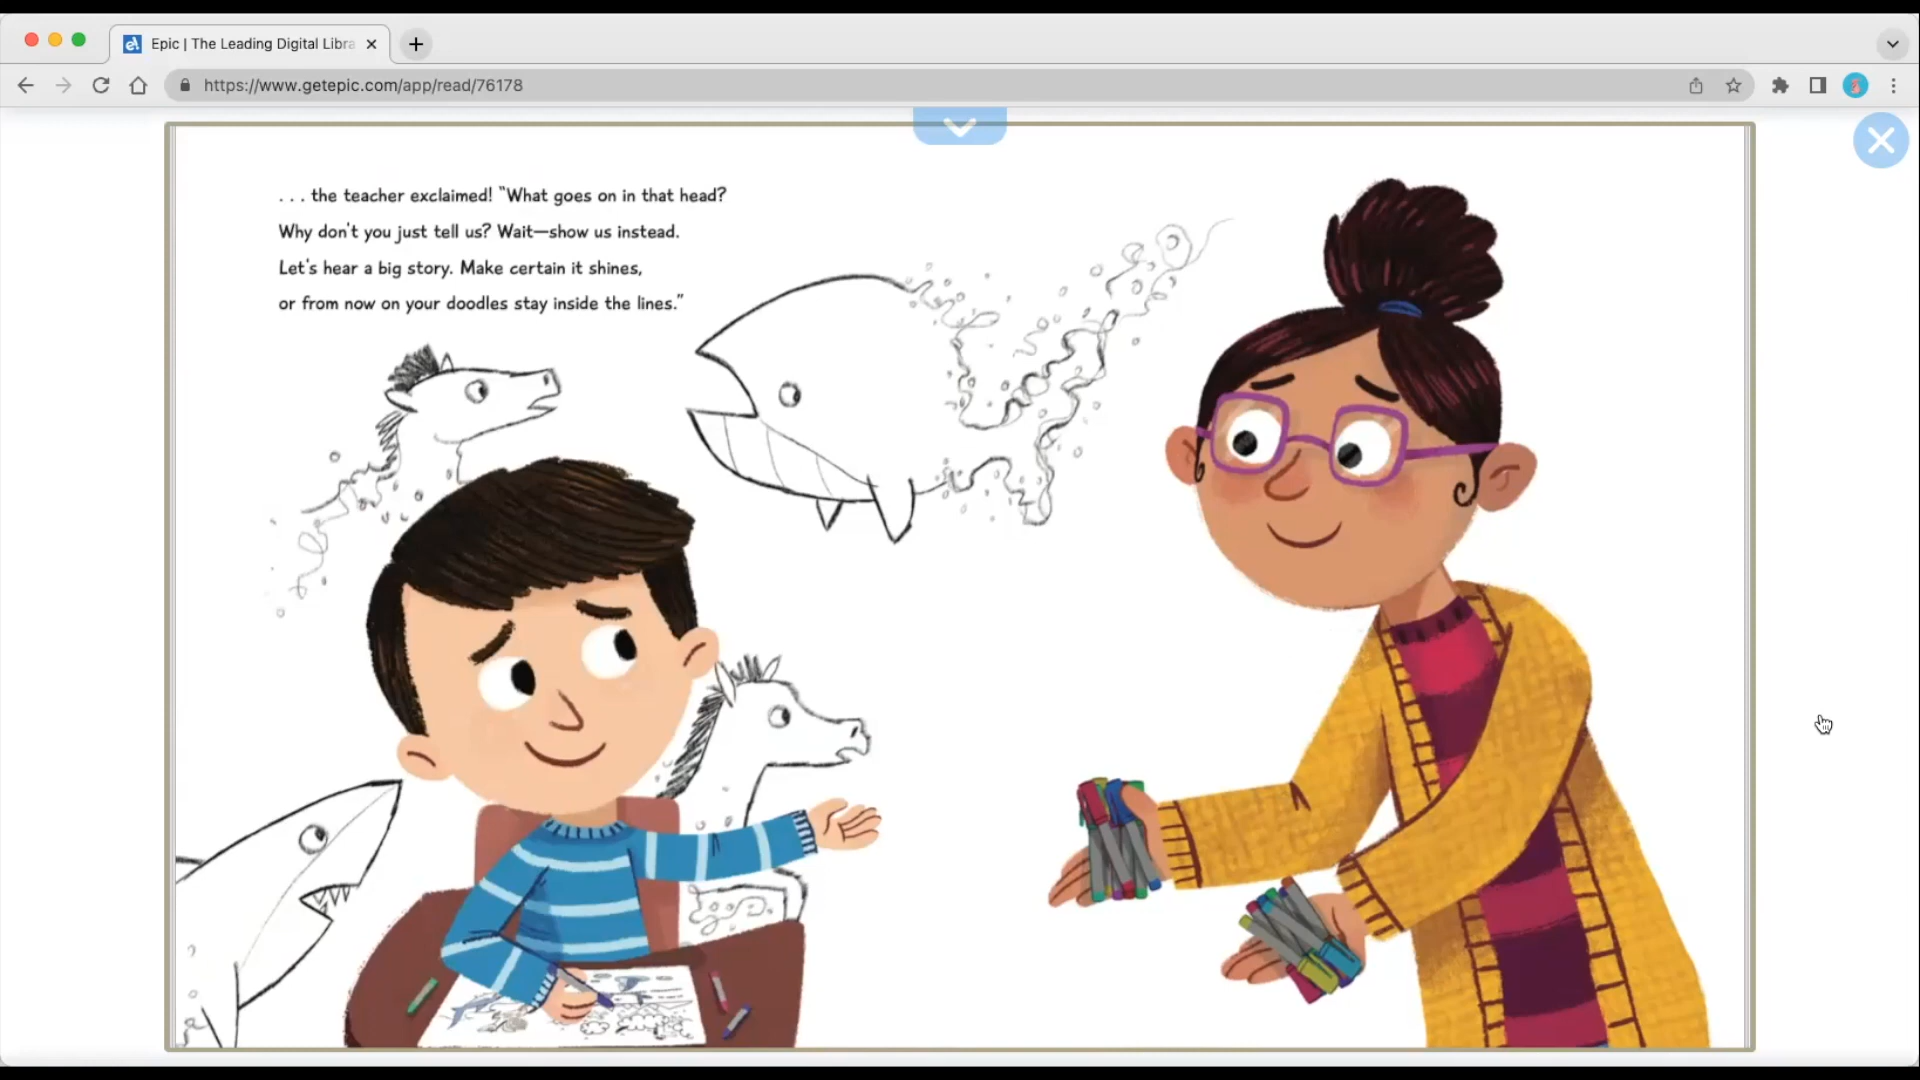 Epic | The Leading Digital Libra
https://www.getepic.com/app/read/76178
. . . the teacher exclaimed! “What goes on in that head?
Why don't you just tell us? Wait—show us instead.
Let's hear a big story. Make certain it shines,
or from now on your doodles stay inside the lines.”